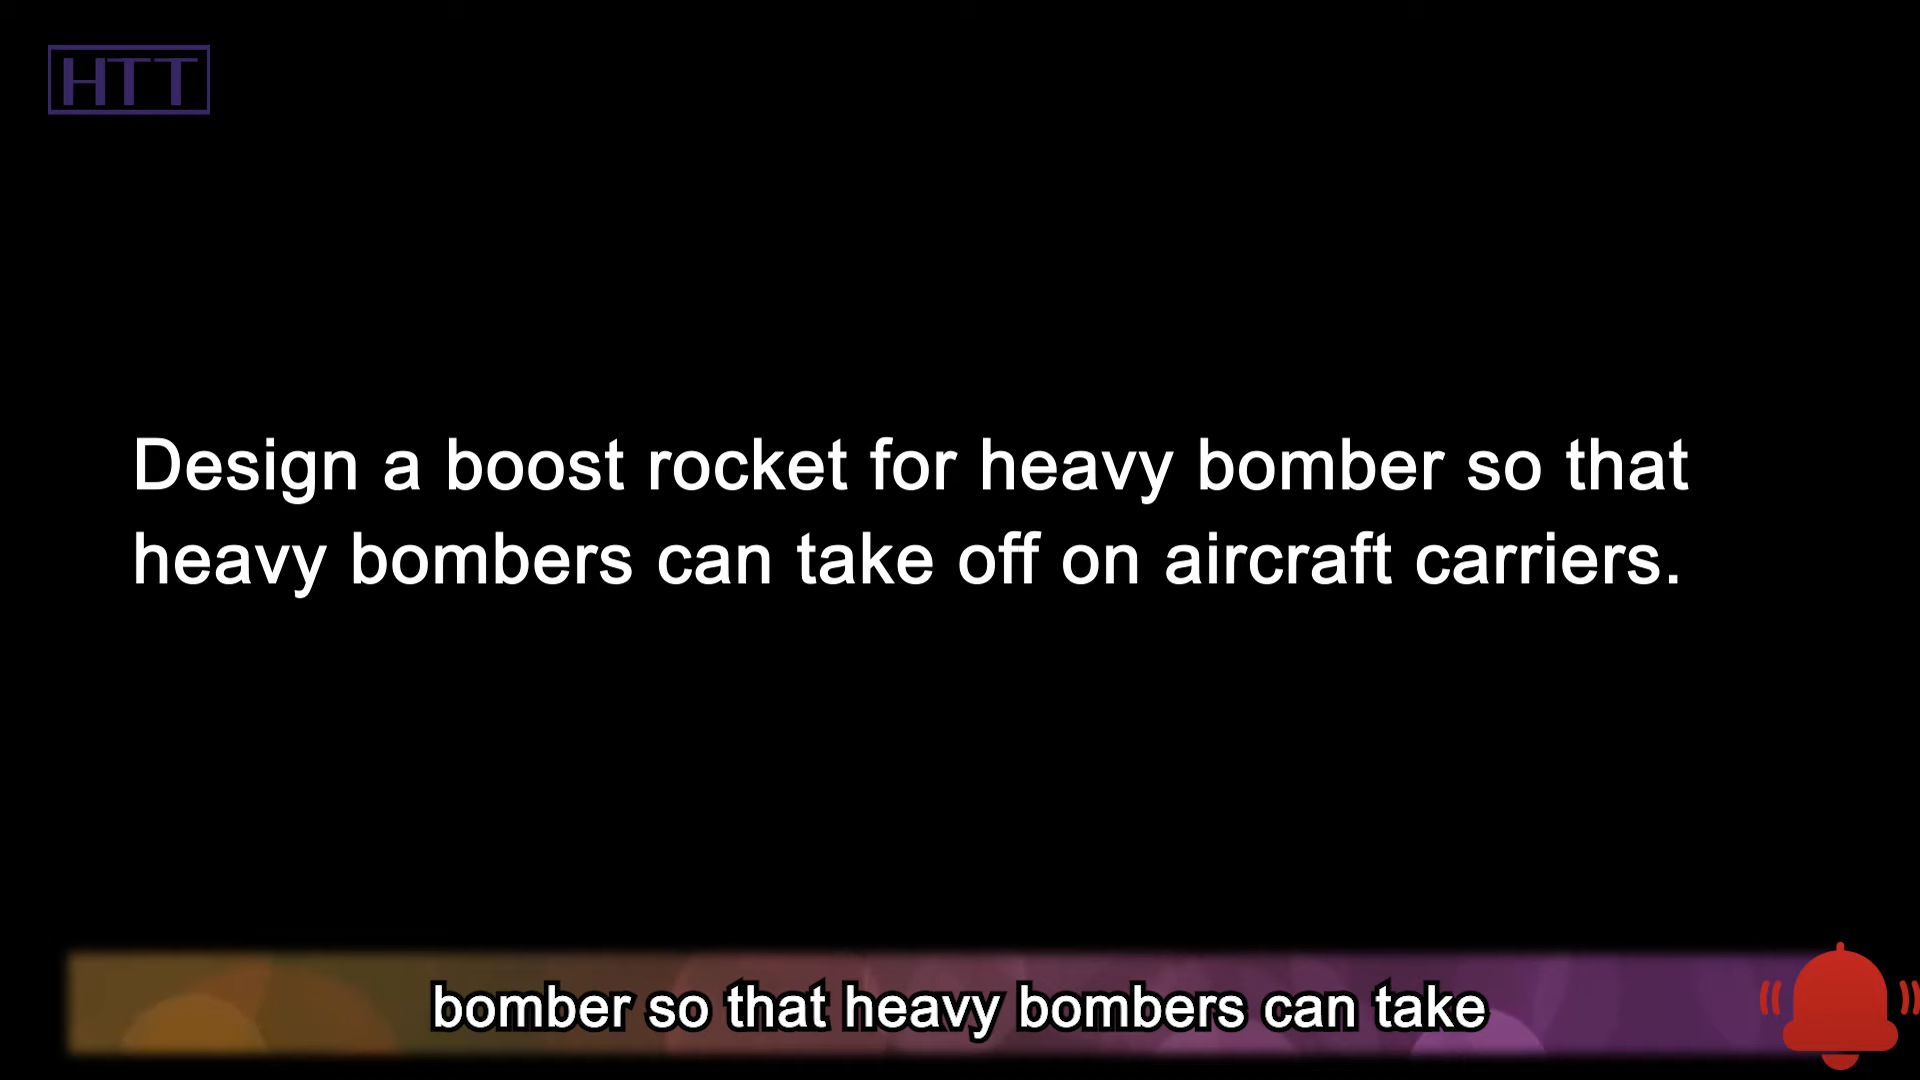 HTT
Design a boost rocket for heavy bomber so that
heavy bombers can take off on aircraft carriers.
bomber so that heavy bombers can take